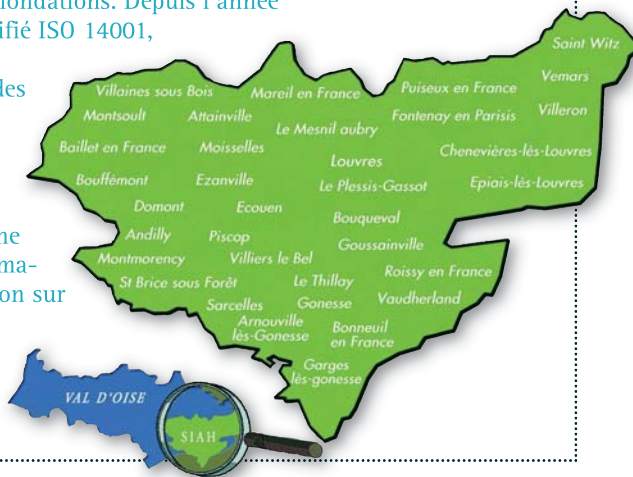 ondations. Depuis l'année
ifié ISO 14001,
des
ne
ma-
on sur
Saint Witz
Vemars
Villaines sous Bois
Mareil en France
Puiseux en France
Montsoult
Attainville
Fontenay en Parisis
Villeron
Le Mesnil aubry
Baillet en France
Moisselles
Chenevières-lès-Louvres
Louvres
Bouffémont
Ezanville
Le Plessis-Gassot
Epiais-lès-Louvres
Domont
Ecouen
Bouqueval
Andilly
Piscop
Goussainville
Montmorency
Villiers le Bel
Roissy en France
St Brice sous Forêt
Le Thillay
Sarcelles
Gonesse
Vaudherland
Arnouville
lès-Gonesse
Bonneuil
en France
Garges
lès-gonesse
VAL D'OISE
SIAH